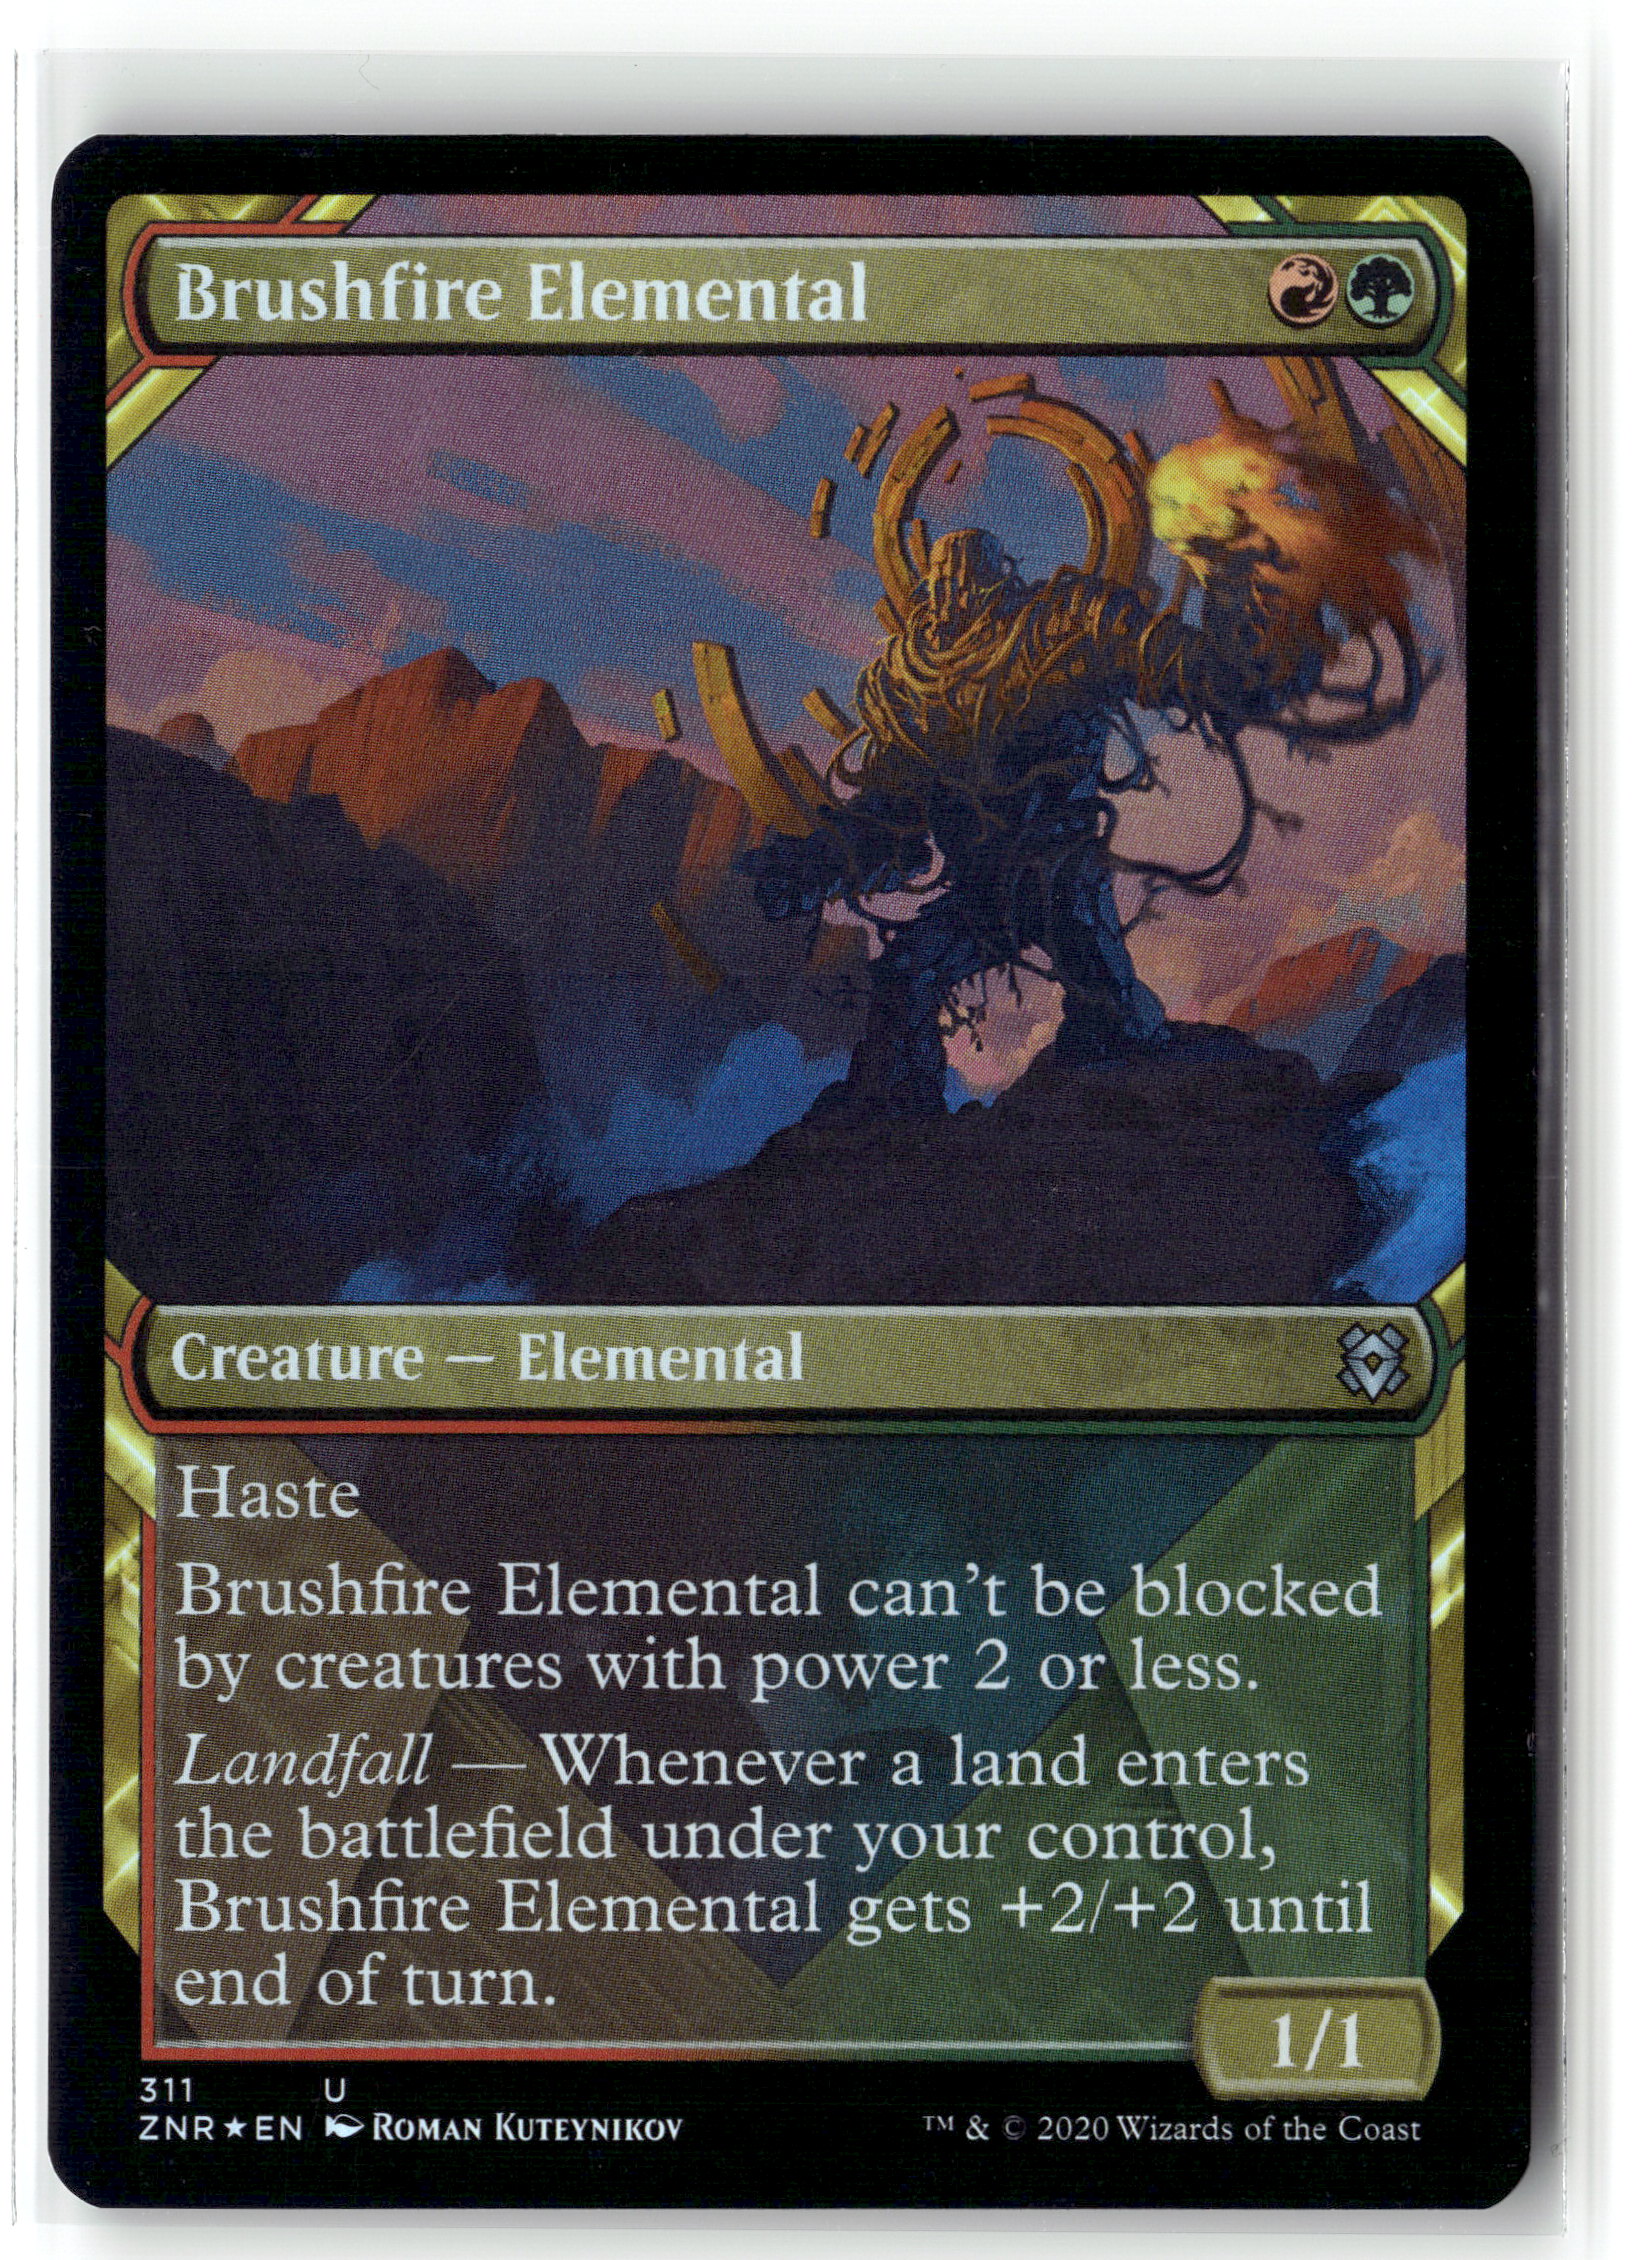 Brushfire Elemental
Creature — Elemental
Haste
Brushfire Elemental can't be blocked
by creatures with power 2 or less.
Landfall — Whenever a land enters
the battlefield under your control,
Brushfire Elemental gets +2/+2 until
end of turn.
1/1
311 U
ZNR★EN Roman Kuteynikov
™ & © 2020 Wizards of the Coast